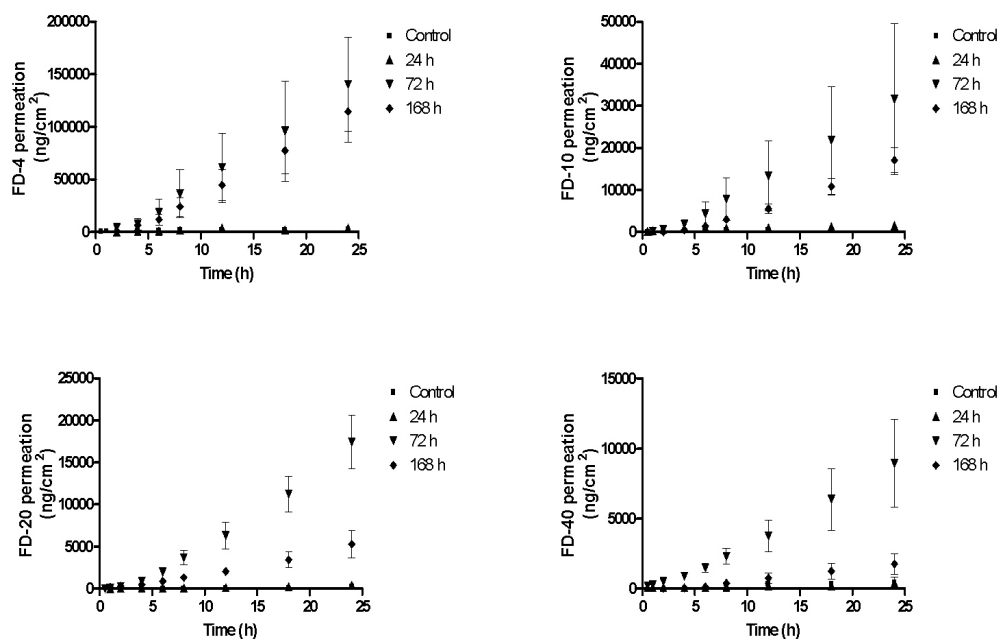 FD-4 permeation
(ng/cm²)
200000
150000
100000
50000
0
0 5 10 15 20 25
Time (h)
Control
24 h
72 h
168 h
FD-10 permeation
(ng/cm²)
50000
40000
30000
20000
10000
0
0 5 10 15 20 25
Time (h)
Control
24 h
72 h
168 h
FD-20 permeation
(ng/cm²)
25000
20000
15000
10000
5000
0
0 5 10 15 20 25
Time (h)
Control
24 h
72 h
168 h
FD-40 permeation
(ng/cm²)
15000
10000
5000
0
0 5 10 15 20 25
Time (h)
Control
24 h
72 h
168 h